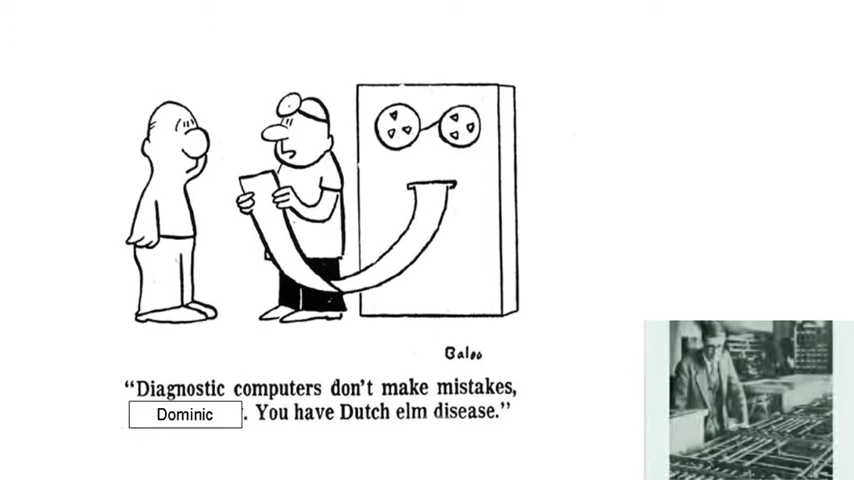 Baloo
"Diagnostic computers don't make mistakes,
Dominic. You have Dutch elm disease."